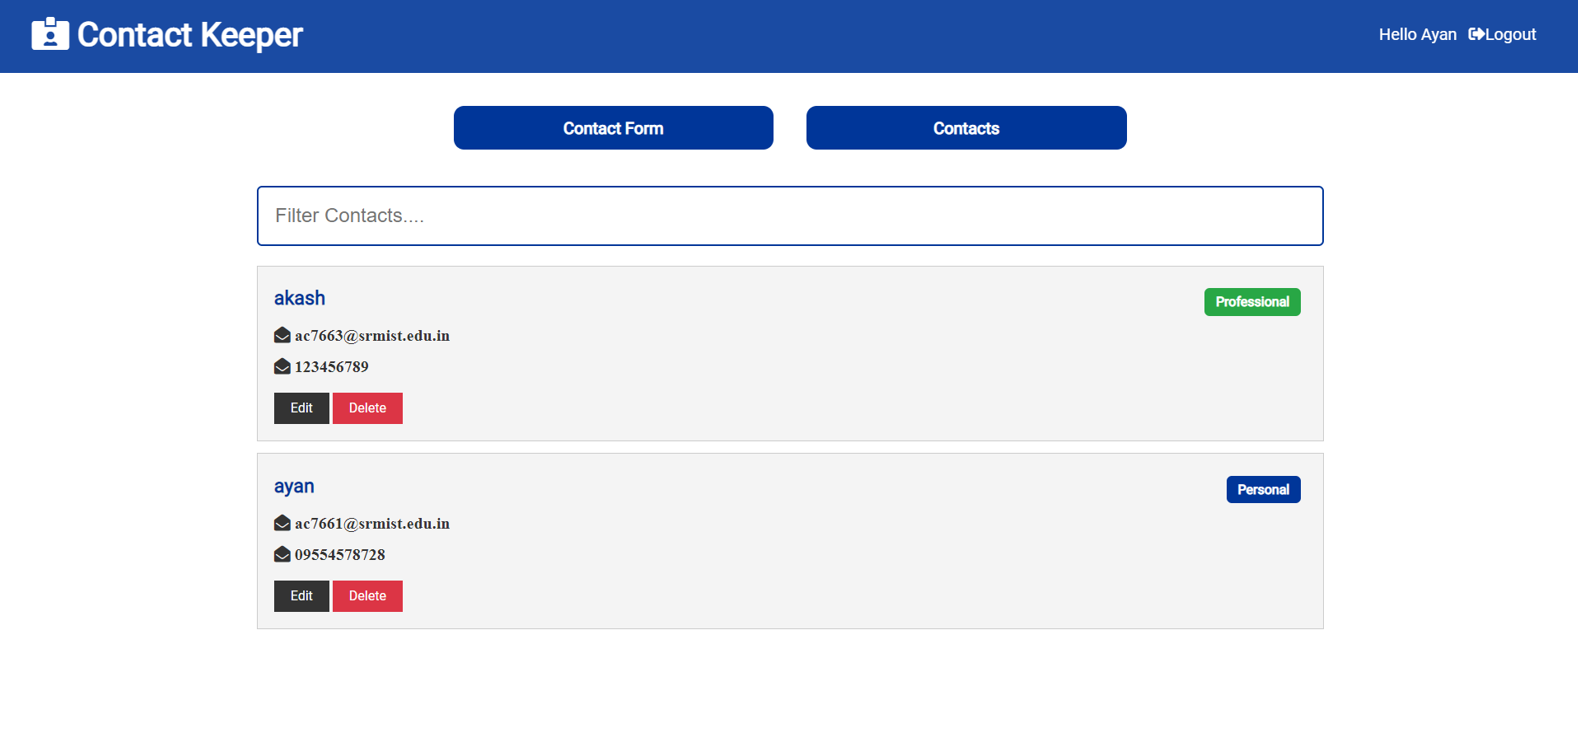 Contact Keeper
Hello Ayan Logout
Contact Form Contacts
Filter Contacts....
akash
Professional
ac7663@srmist.edu.in
123456789
Edit Delete
ayan
Personal
ac7661@srmist.edu.in
09554578728
Edit Delete